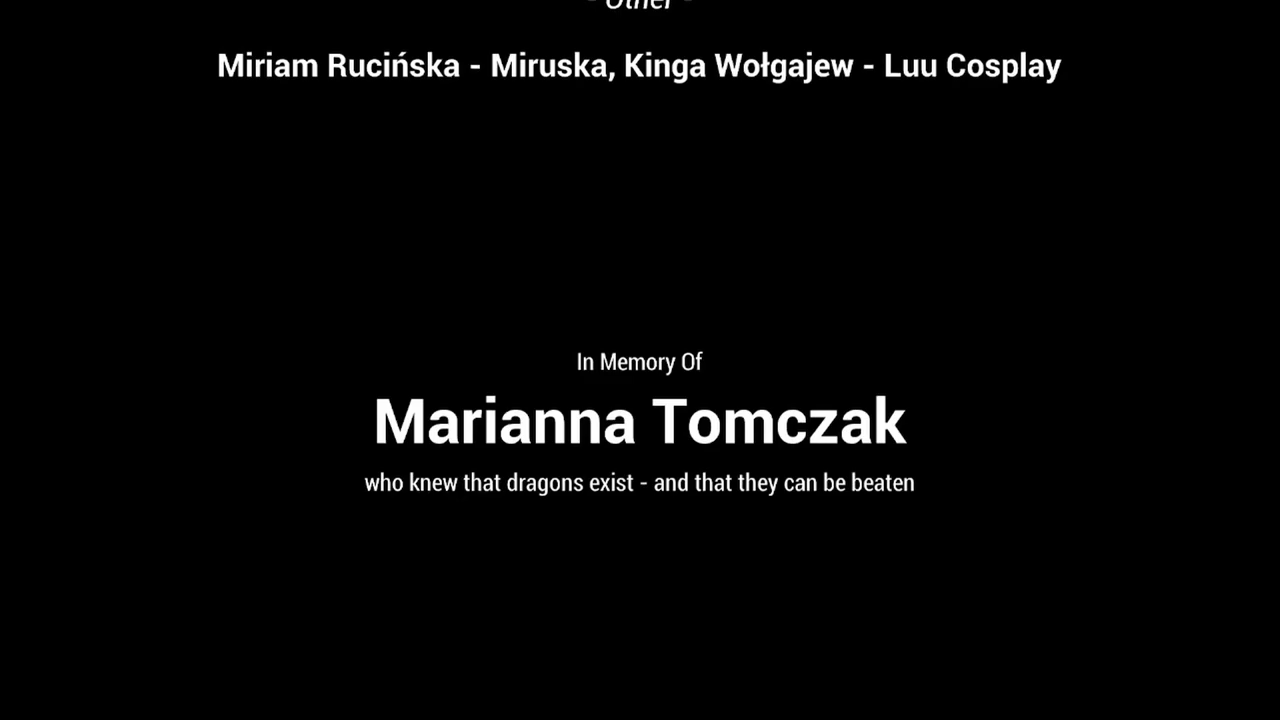 - Other -
Miriam Rucińska - Miruska, Kinga Wołgajew - Luu Cosplay
In Memory Of
Marianna Tomczak
who knew that dragons exist - and that they can be beaten